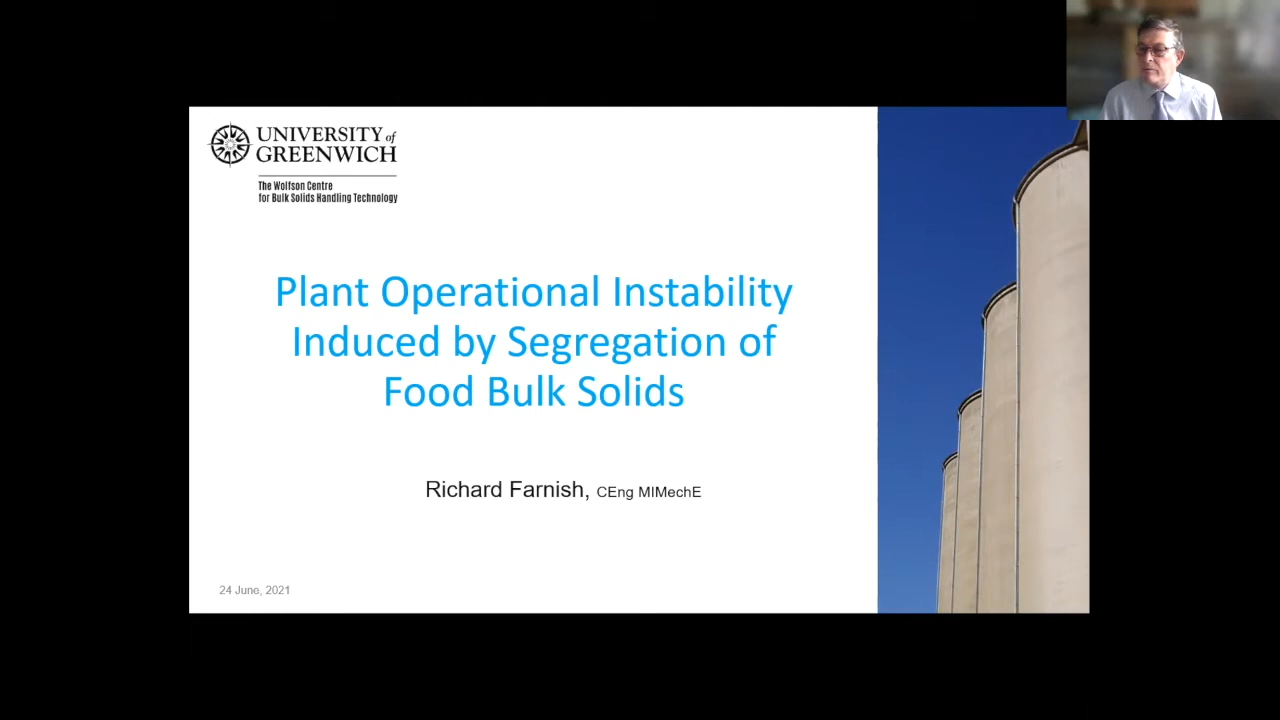 UNIVERSITY of
GREENWICH
The Wolfson Centre
for Bulk Solids Handling Technology
Plant Operational Instability
Induced by Segregation of
Food Bulk Solids
Richard Farnish, CEng MIMechE
24 June, 2021